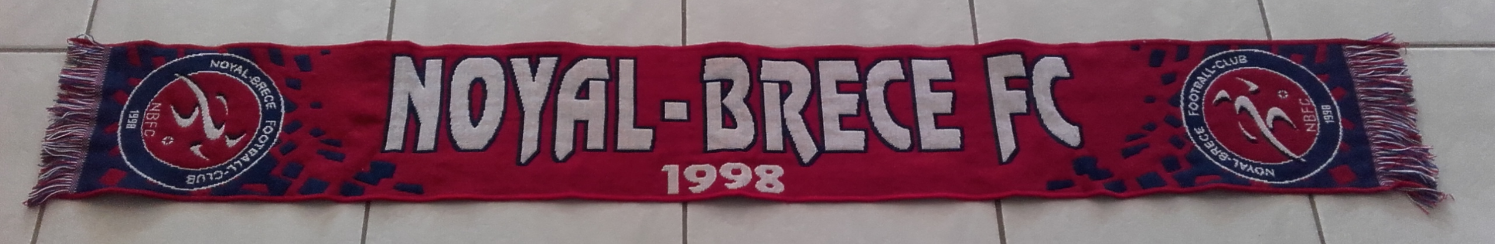 NOYAL-BRECE FOOTBALL-CLUB
NBFC
1998
NOYAL-BRECE FC
1998
NOYAL-BRECE FOOTBALL-CLUB
NBFC
1998